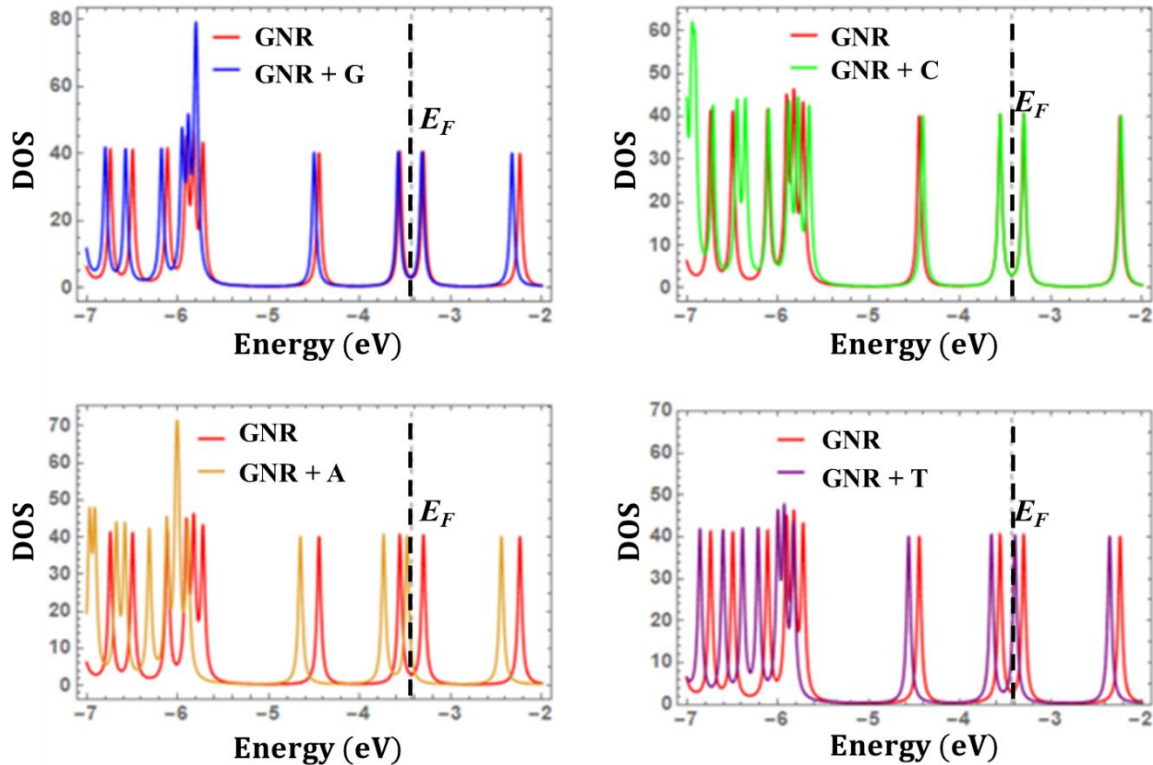 80
60
40
20
0
DOS
GNR
GNR + G
E_F
−7 −6 −5 −4 −3 −2
Energy (eV)
60
50
40
30
20
10
0
DOS
GNR
GNR + C
E_F
−7 −6 −5 −4 −3 −2
Energy (eV)
70
60
50
40
30
20
10
0
DOS
GNR
GNR + A
E_F
−7 −6 −5 −4 −3 −2
Energy (eV)
70
60
50
40
30
20
10
0
DOS
GNR
GNR + T
E_F
−7 −6 −5 −4 −3 −2
Energy (eV)